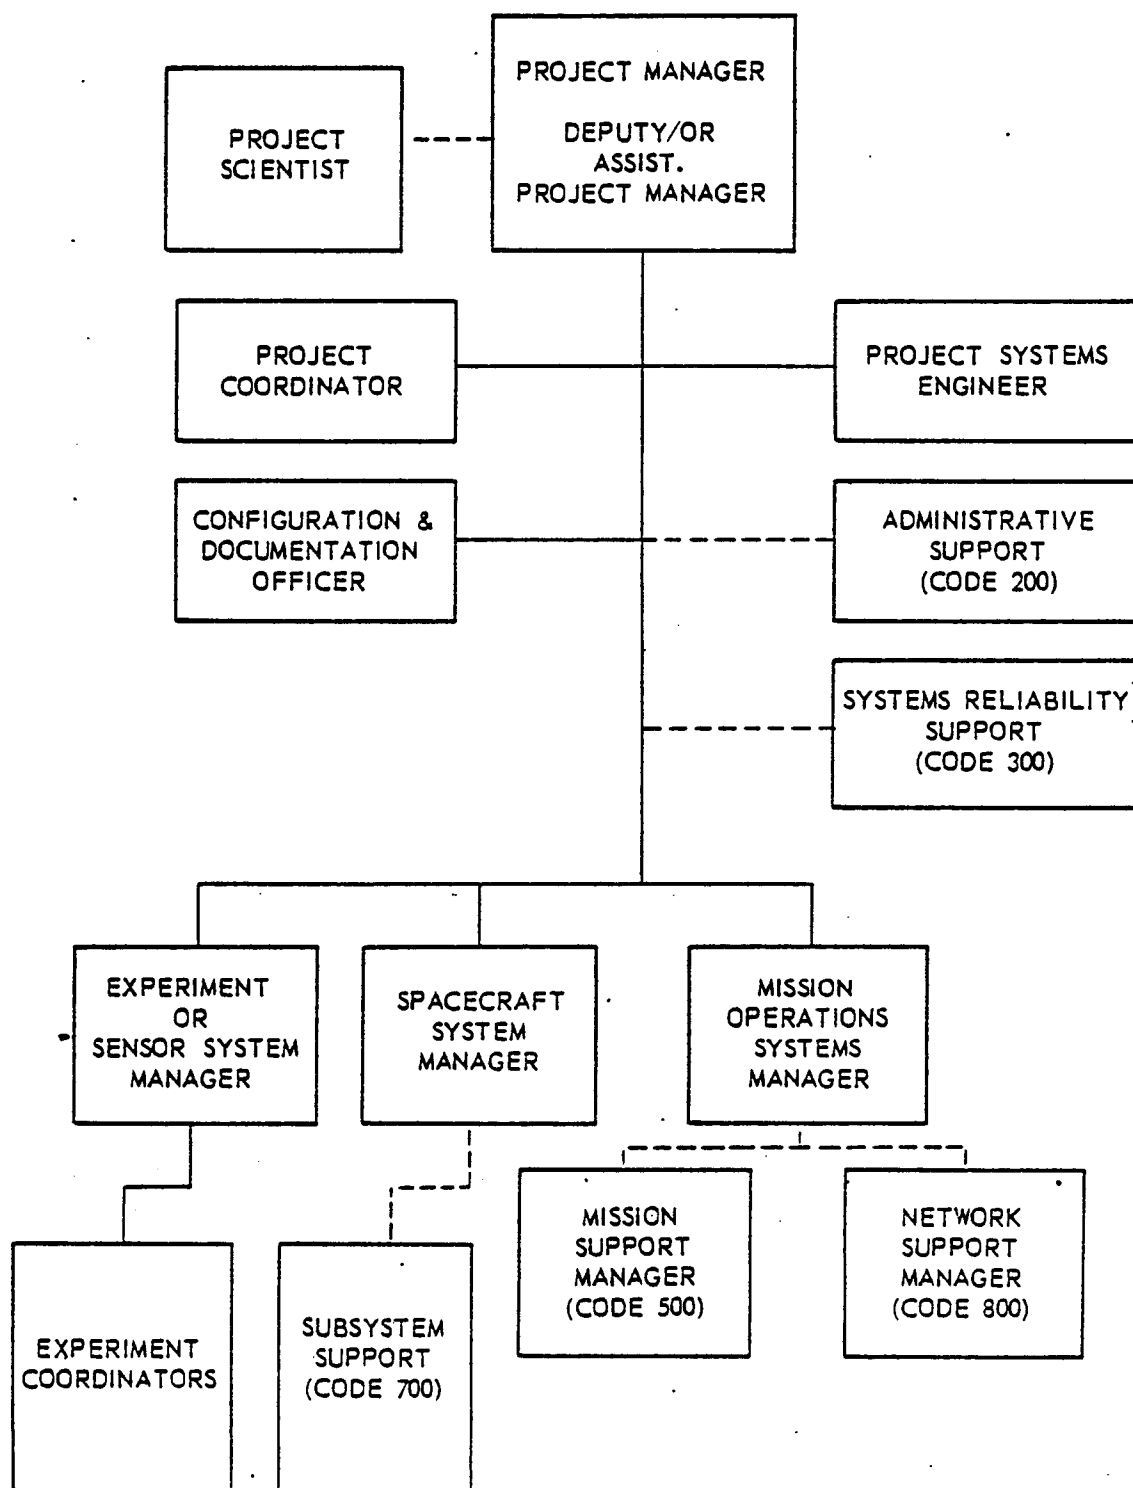 PROJECT MANAGER
DEPUTY/OR
ASSIST.
PROJECT MANAGER
PROJECT
SCIENTIST
PROJECT
COORDINATOR
PROJECT SYSTEMS
ENGINEER
CONFIGURATION &
DOCUMENTATION
OFFICER
ADMINISTRATIVE
SUPPORT
(CODE 200)
SYSTEMS RELIABILITY
SUPPORT
(CODE 300)
EXPERIMENT
OR
SENSOR SYSTEM
MANAGER
SPACECRAFT
SYSTEM
MANAGER
MISSION
OPERATIONS
SYSTEMS
MANAGER
EXPERIMENT
COORDINATORS
SUBSYSTEM
SUPPORT
(CODE 700)
MISSION
SUPPORT
MANAGER
(CODE 500)
NETWORK
SUPPORT
MANAGER
(CODE 800)